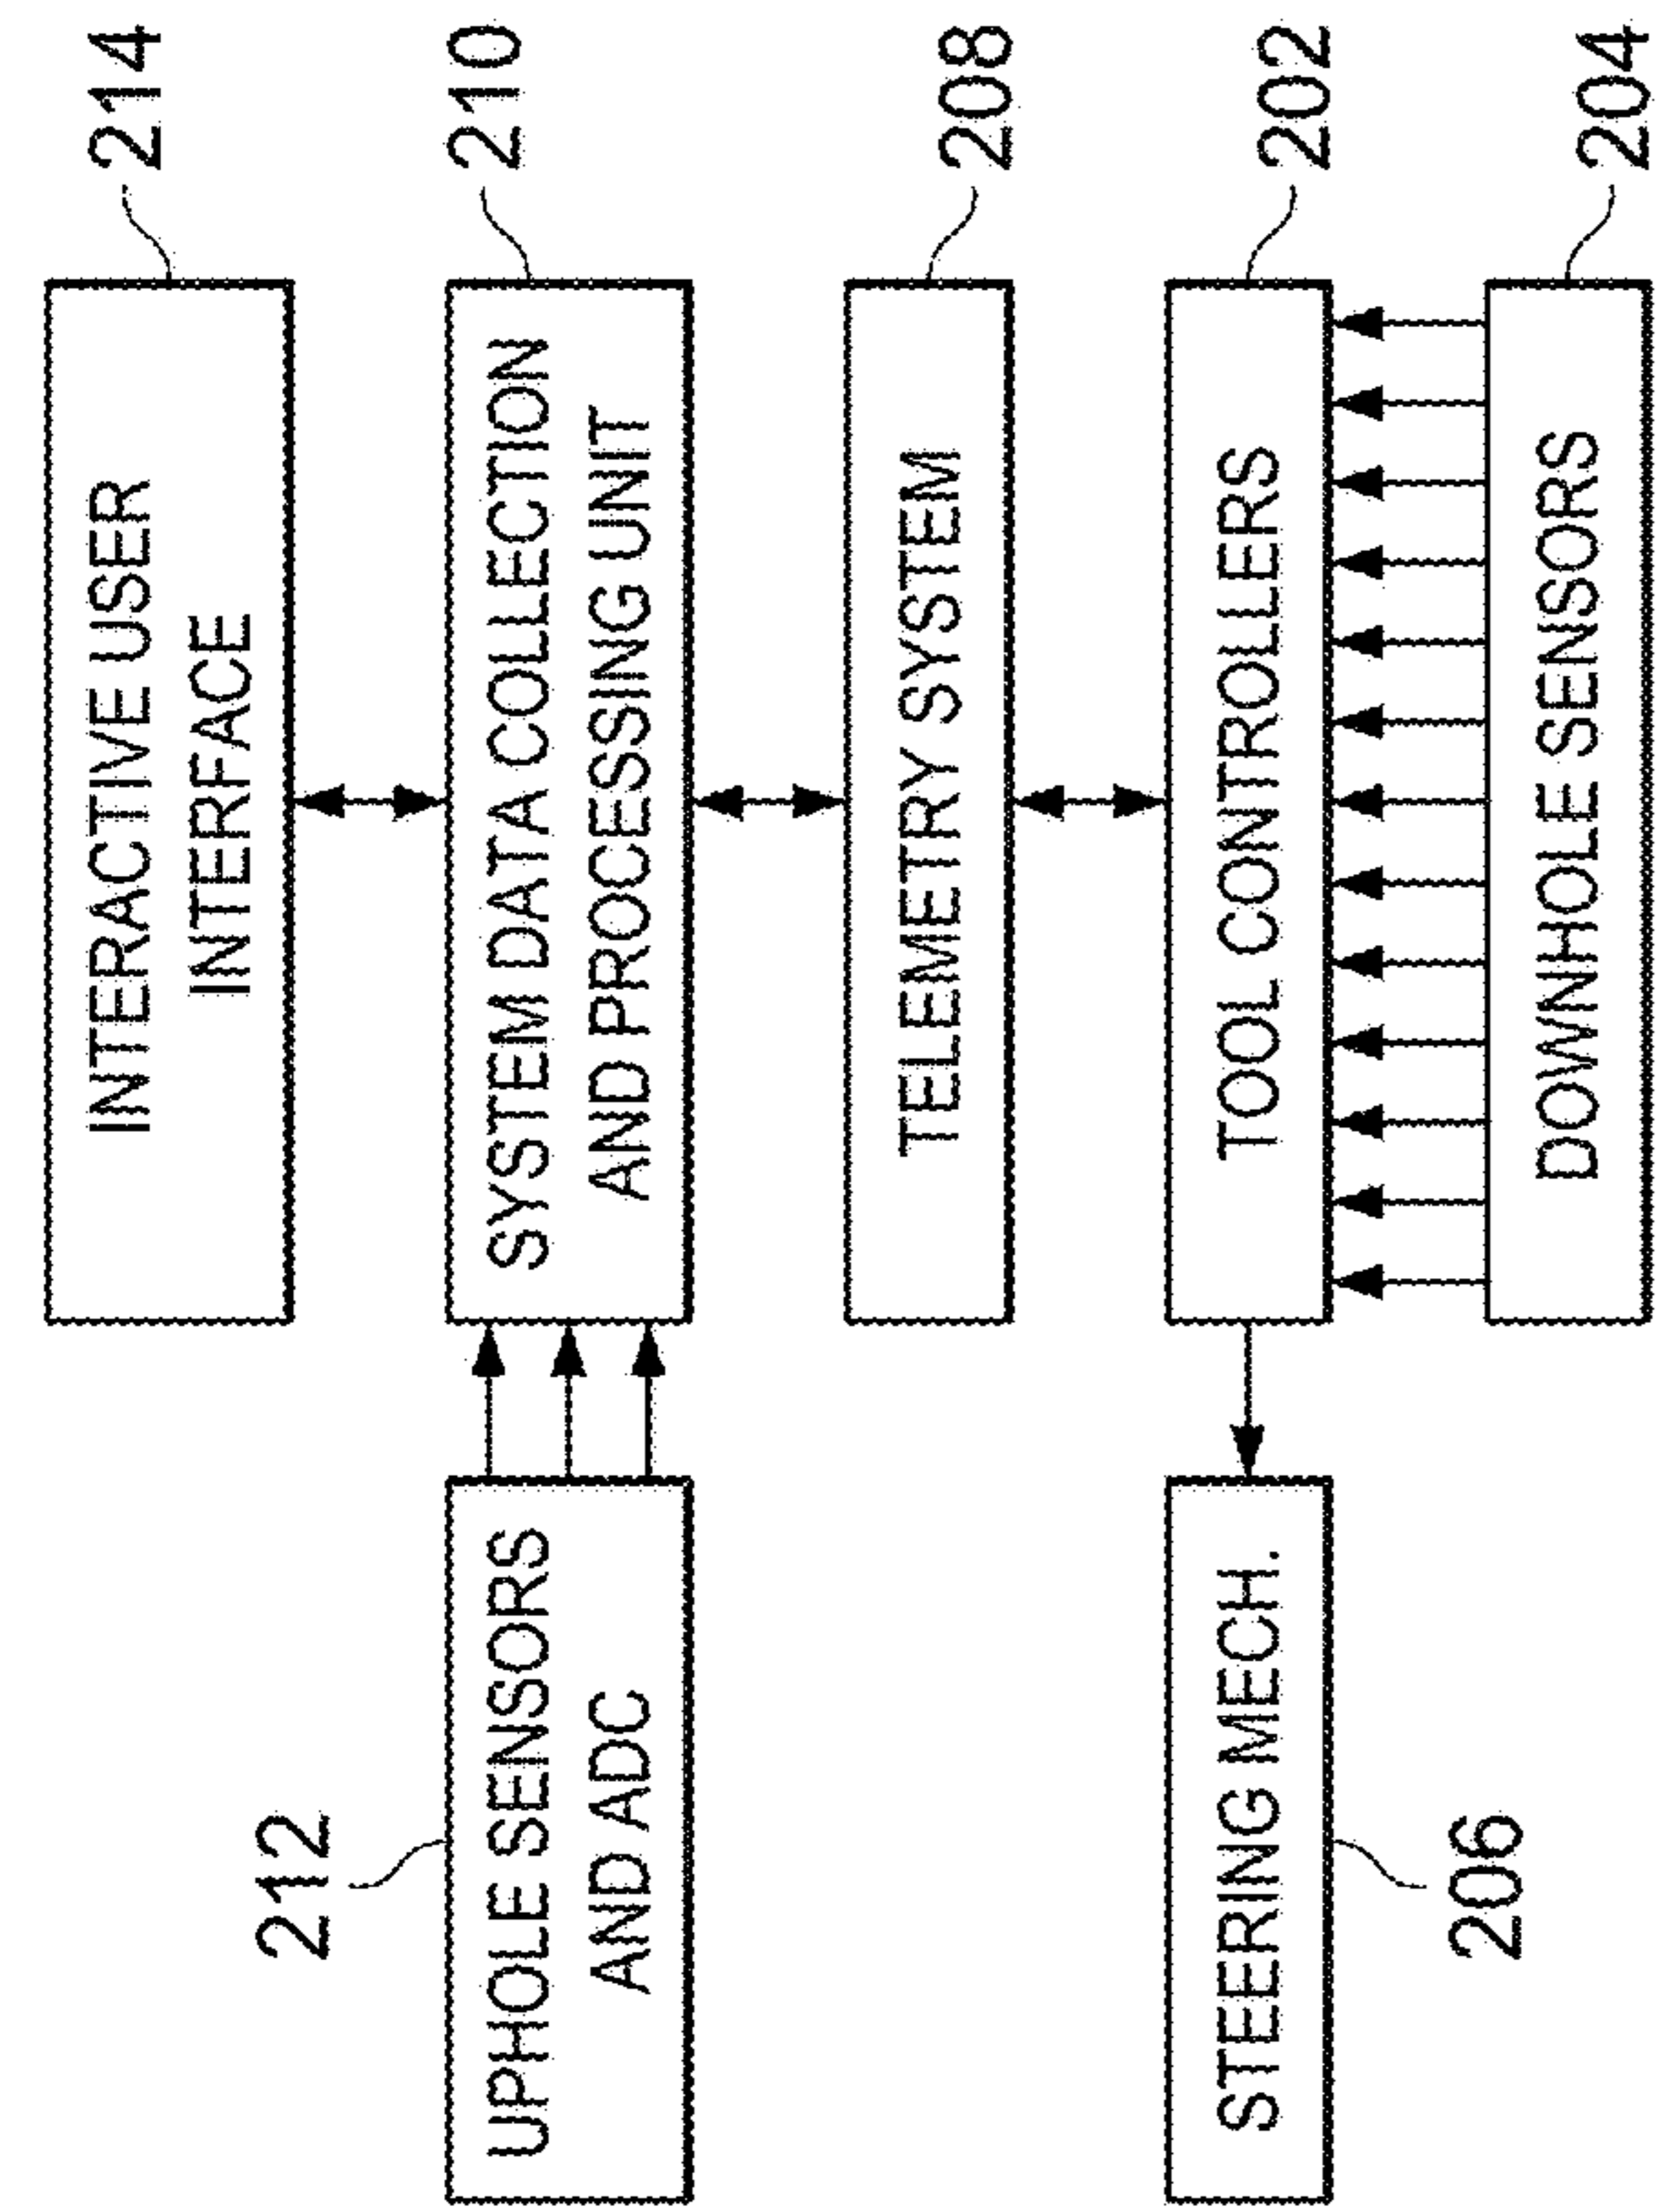 INTERACTIVE USER
INTERFACE
214
212
UPHOLE SENSORS
AND ADC
SYSTEM DATA COLLECTION
AND PROCESSING UNIT
210
TELEMETRY SYSTEM
208
STEERING MECH.
206
TOOL CONTROLLERS
202
DOWNHOLE SENSORS
204